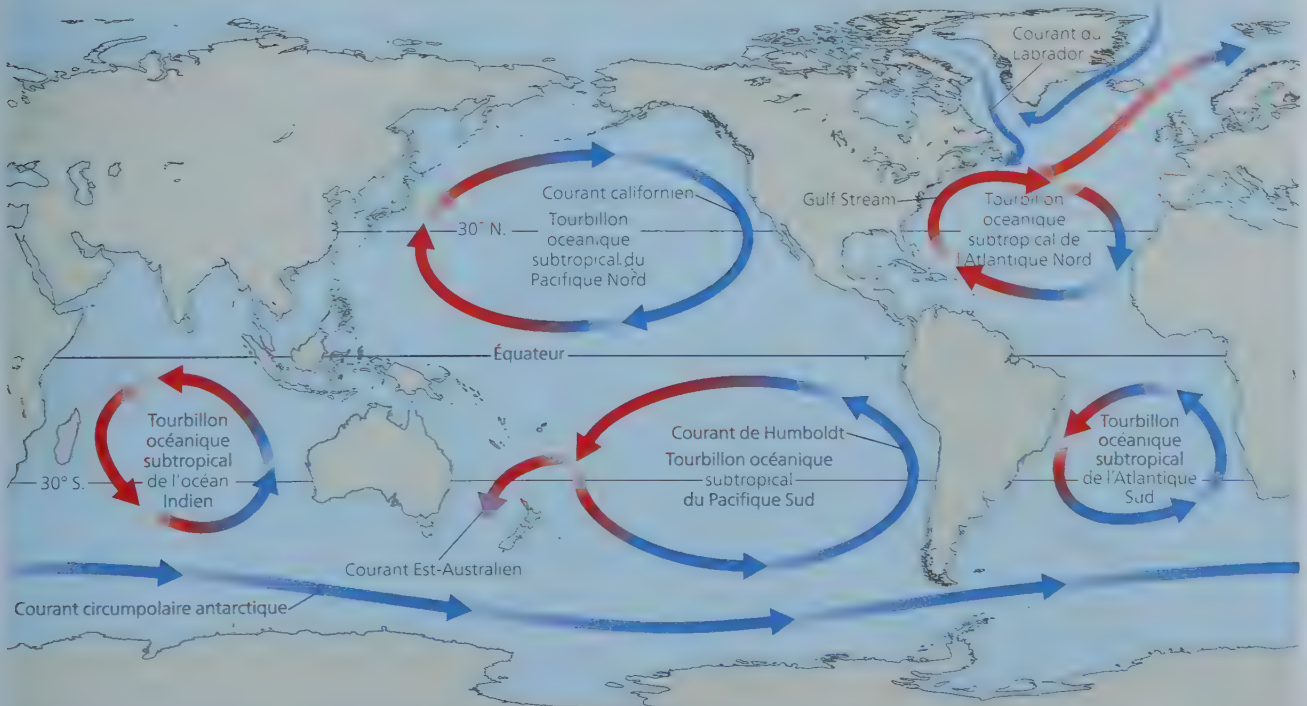 Courant du
Labrador
Courant californien
Gulf Stream
30° N.
Tourbillon
océanique
subtropical du
Pacifique Nord
Tourbillon
océanique
subtropical de
l'Atlantique Nord
Équateur
Tourbillon
océanique
subtropical
de l'océan
Indien
30° S.
Courant de Humboldt
Tourbillon océanique
subtropical
du Pacifique Sud
Tourbillon
océanique
subtropical
de l'Atlantique
Sud
Courant Est-Australien
Courant circumpolaire antarctique